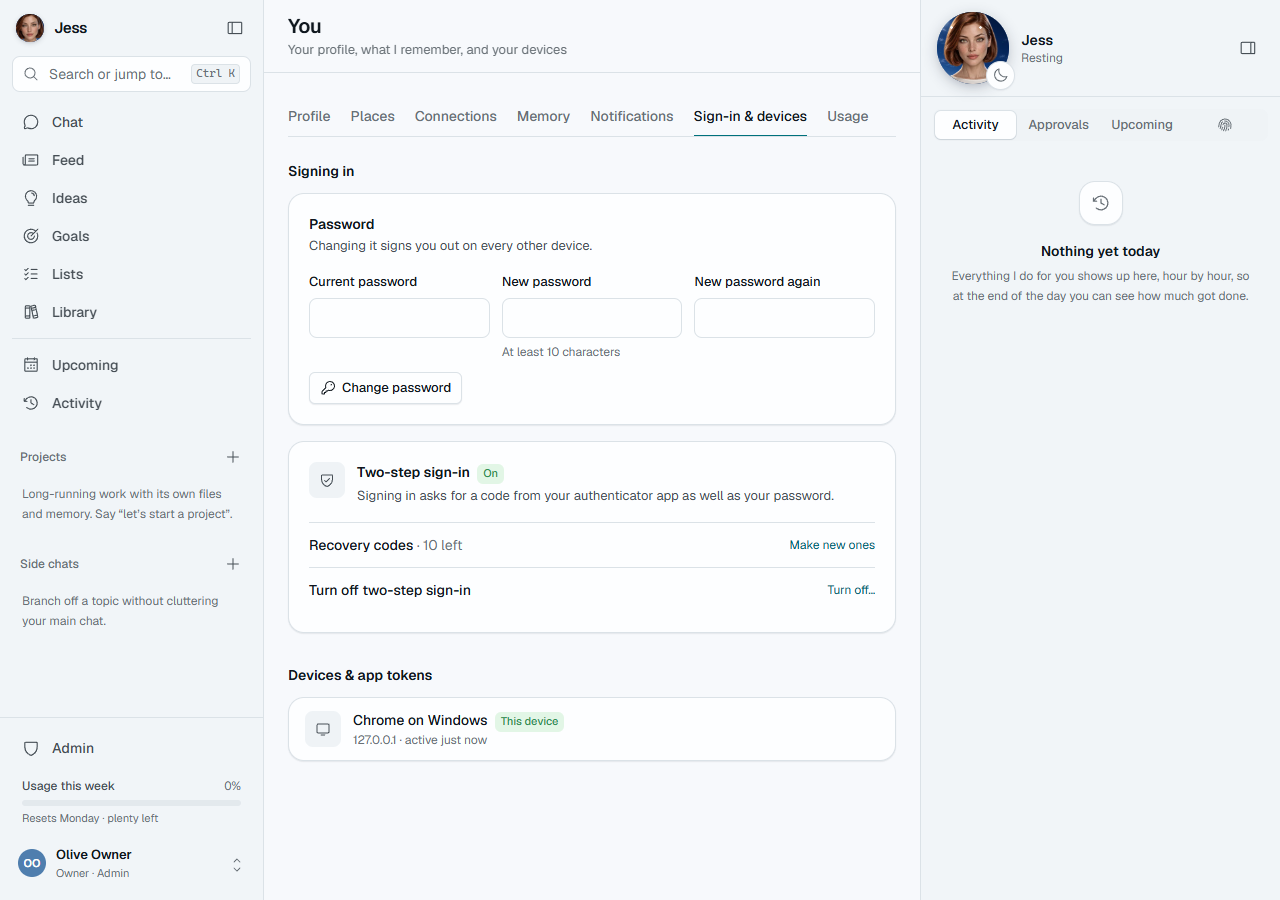 Jess
Search or jump to...
Ctrl K
Chat
Feed
Ideas
Goals
Lists
Library
Upcoming
Activity
Projects
Long-running work with its own files
and memory. Say “let’s start a project”.
Side chats
Branch off a topic without cluttering
your main chat.
Admin
Usage this week 0%
Resets Monday · plenty left
OO
Olive Owner
Owner · Admin
You
Your profile, what I remember, and your devices
Profile Places Connections Memory Notifications Sign-in & devices Usage
Signing in
Password
Changing it signs you out on every other device.
Current password New password New password again
At least 10 characters
Change password
Two-step sign-in On
Signing in asks for a code from your authenticator app as well as your password.
Recovery codes · 10 left Make new ones
Turn off two-step sign-in Turn off...
Devices & app tokens
Chrome on Windows This device
127.0.0.1 · active just now
Jess
Resting
Activity Approvals Upcoming
Nothing yet today
Everything I do for you shows up here, hour by hour, so
at the end of the day you can see how much got done.